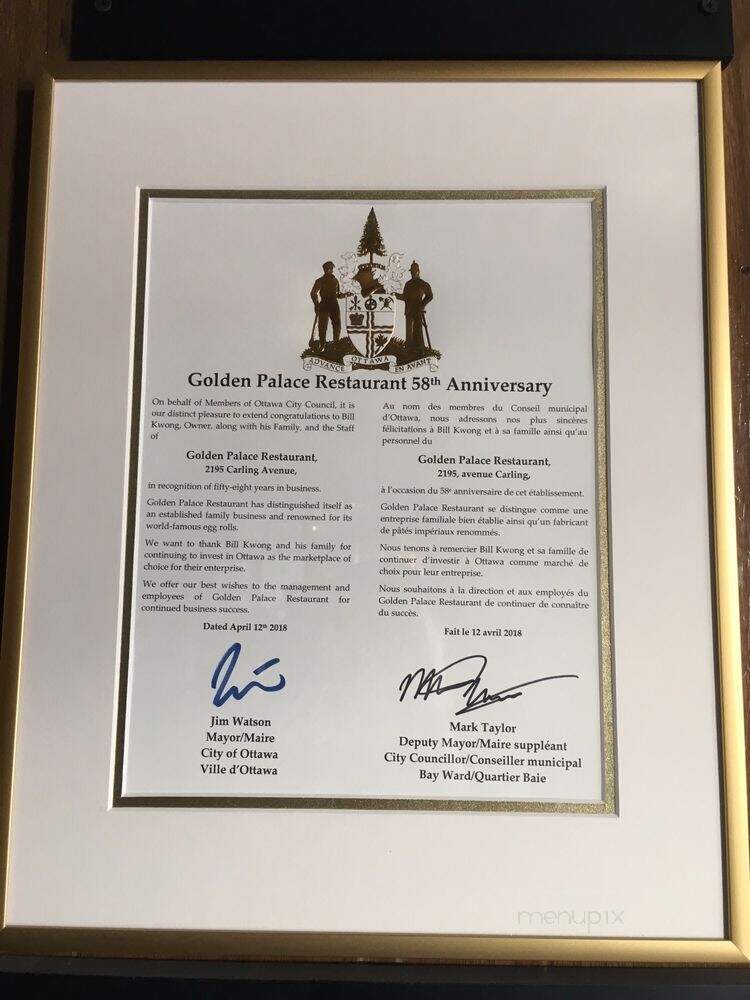 ADVANCE OTTAWA EN AVANT
Golden Palace Restaurant 58th Anniversary
On behalf of Members of Ottawa City Council, it is
our distinct pleasure to extend congratulations to Bill
Kwong, Owner, along with his Family, and the Staff
of
Golden Palace Restaurant,
2195 Carling Avenue,
in recognition of fifty-eight years in business.
Golden Palace Restaurant has distinguished itself as
an established family business and renowned for its
world-famous egg rolls.
We want to thank Bill Kwong and his family for
continuing to invest in Ottawa as the marketplace of
choice for their enterprise.
We offer our best wishes to the management and
employees of Golden Palace Restaurant for
continued business success.
Dated April 12th 2018
Jim Watson
Mayor/Maire
City of Ottawa
Ville d'Ottawa
Au nom des membres du Conseil municipal
d'Ottawa, nous adressons nos plus sincères
félicitations à Bill Kwong et à sa famille ainsi qu'au
personnel du
Golden Palace Restaurant,
2195, avenue Carling,
à l'occasion du 58e anniversaire de cet établissement.
Golden Palace Restaurant se distingue comme une
entreprise familiale bien établie ainsi qu'un fabricant
de pâtés impériaux renommés.
Nous tenons à remercier Bill Kwong et sa famille de
continuer d'investir à Ottawa comme marché de
choix pour leur entreprise.
Nous souhaitons à la direction et aux employés du
Golden Palace Restaurant de continuer de connaître
du succès.
Fait le 12 avril 2018
Mark Taylor
Deputy Mayor/Maire suppléant
City Councillor/Conseiller municipal
Bay Ward/Quartier Baie
menupix